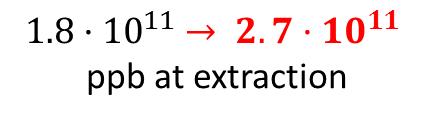 1.8 · 10¹¹ → 2.7 · 10¹¹
ppb at extraction